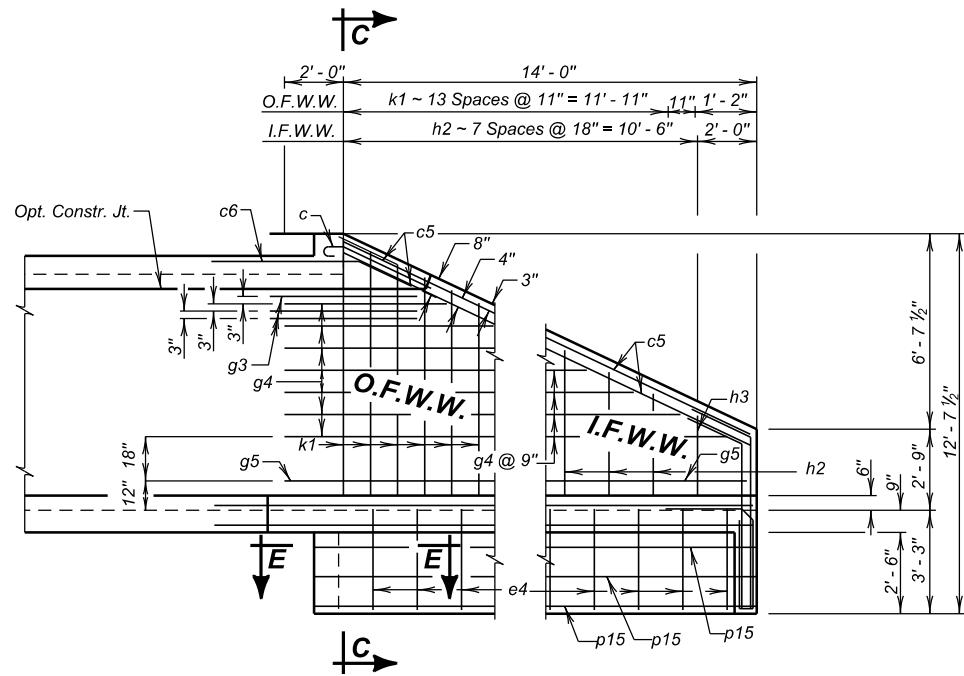 C
2' - 0"
14' - 0"
O.F.W.W.
k1 ~ 13 Spaces @ 11" = 11' - 11"
11"
1' - 2"
I.F.W.W.
h2 ~ 7 Spaces @ 18" = 10' - 6"
2' - 0"
Opt. Constr. Jt.
c6
c
c5
8"
4"
3"
3"
3"
3"
g3
g4
O.F.W.W.
c5
h3
I.F.W.W.
k1
g4 @ 9"
g5
g5
h2
18"
12"
6"
9"
6' - 7 ½"
2' - 9"
12' - 7 ½"
2' - 6"
3' - 3"
E
E
e4
p15
p15
p15
C